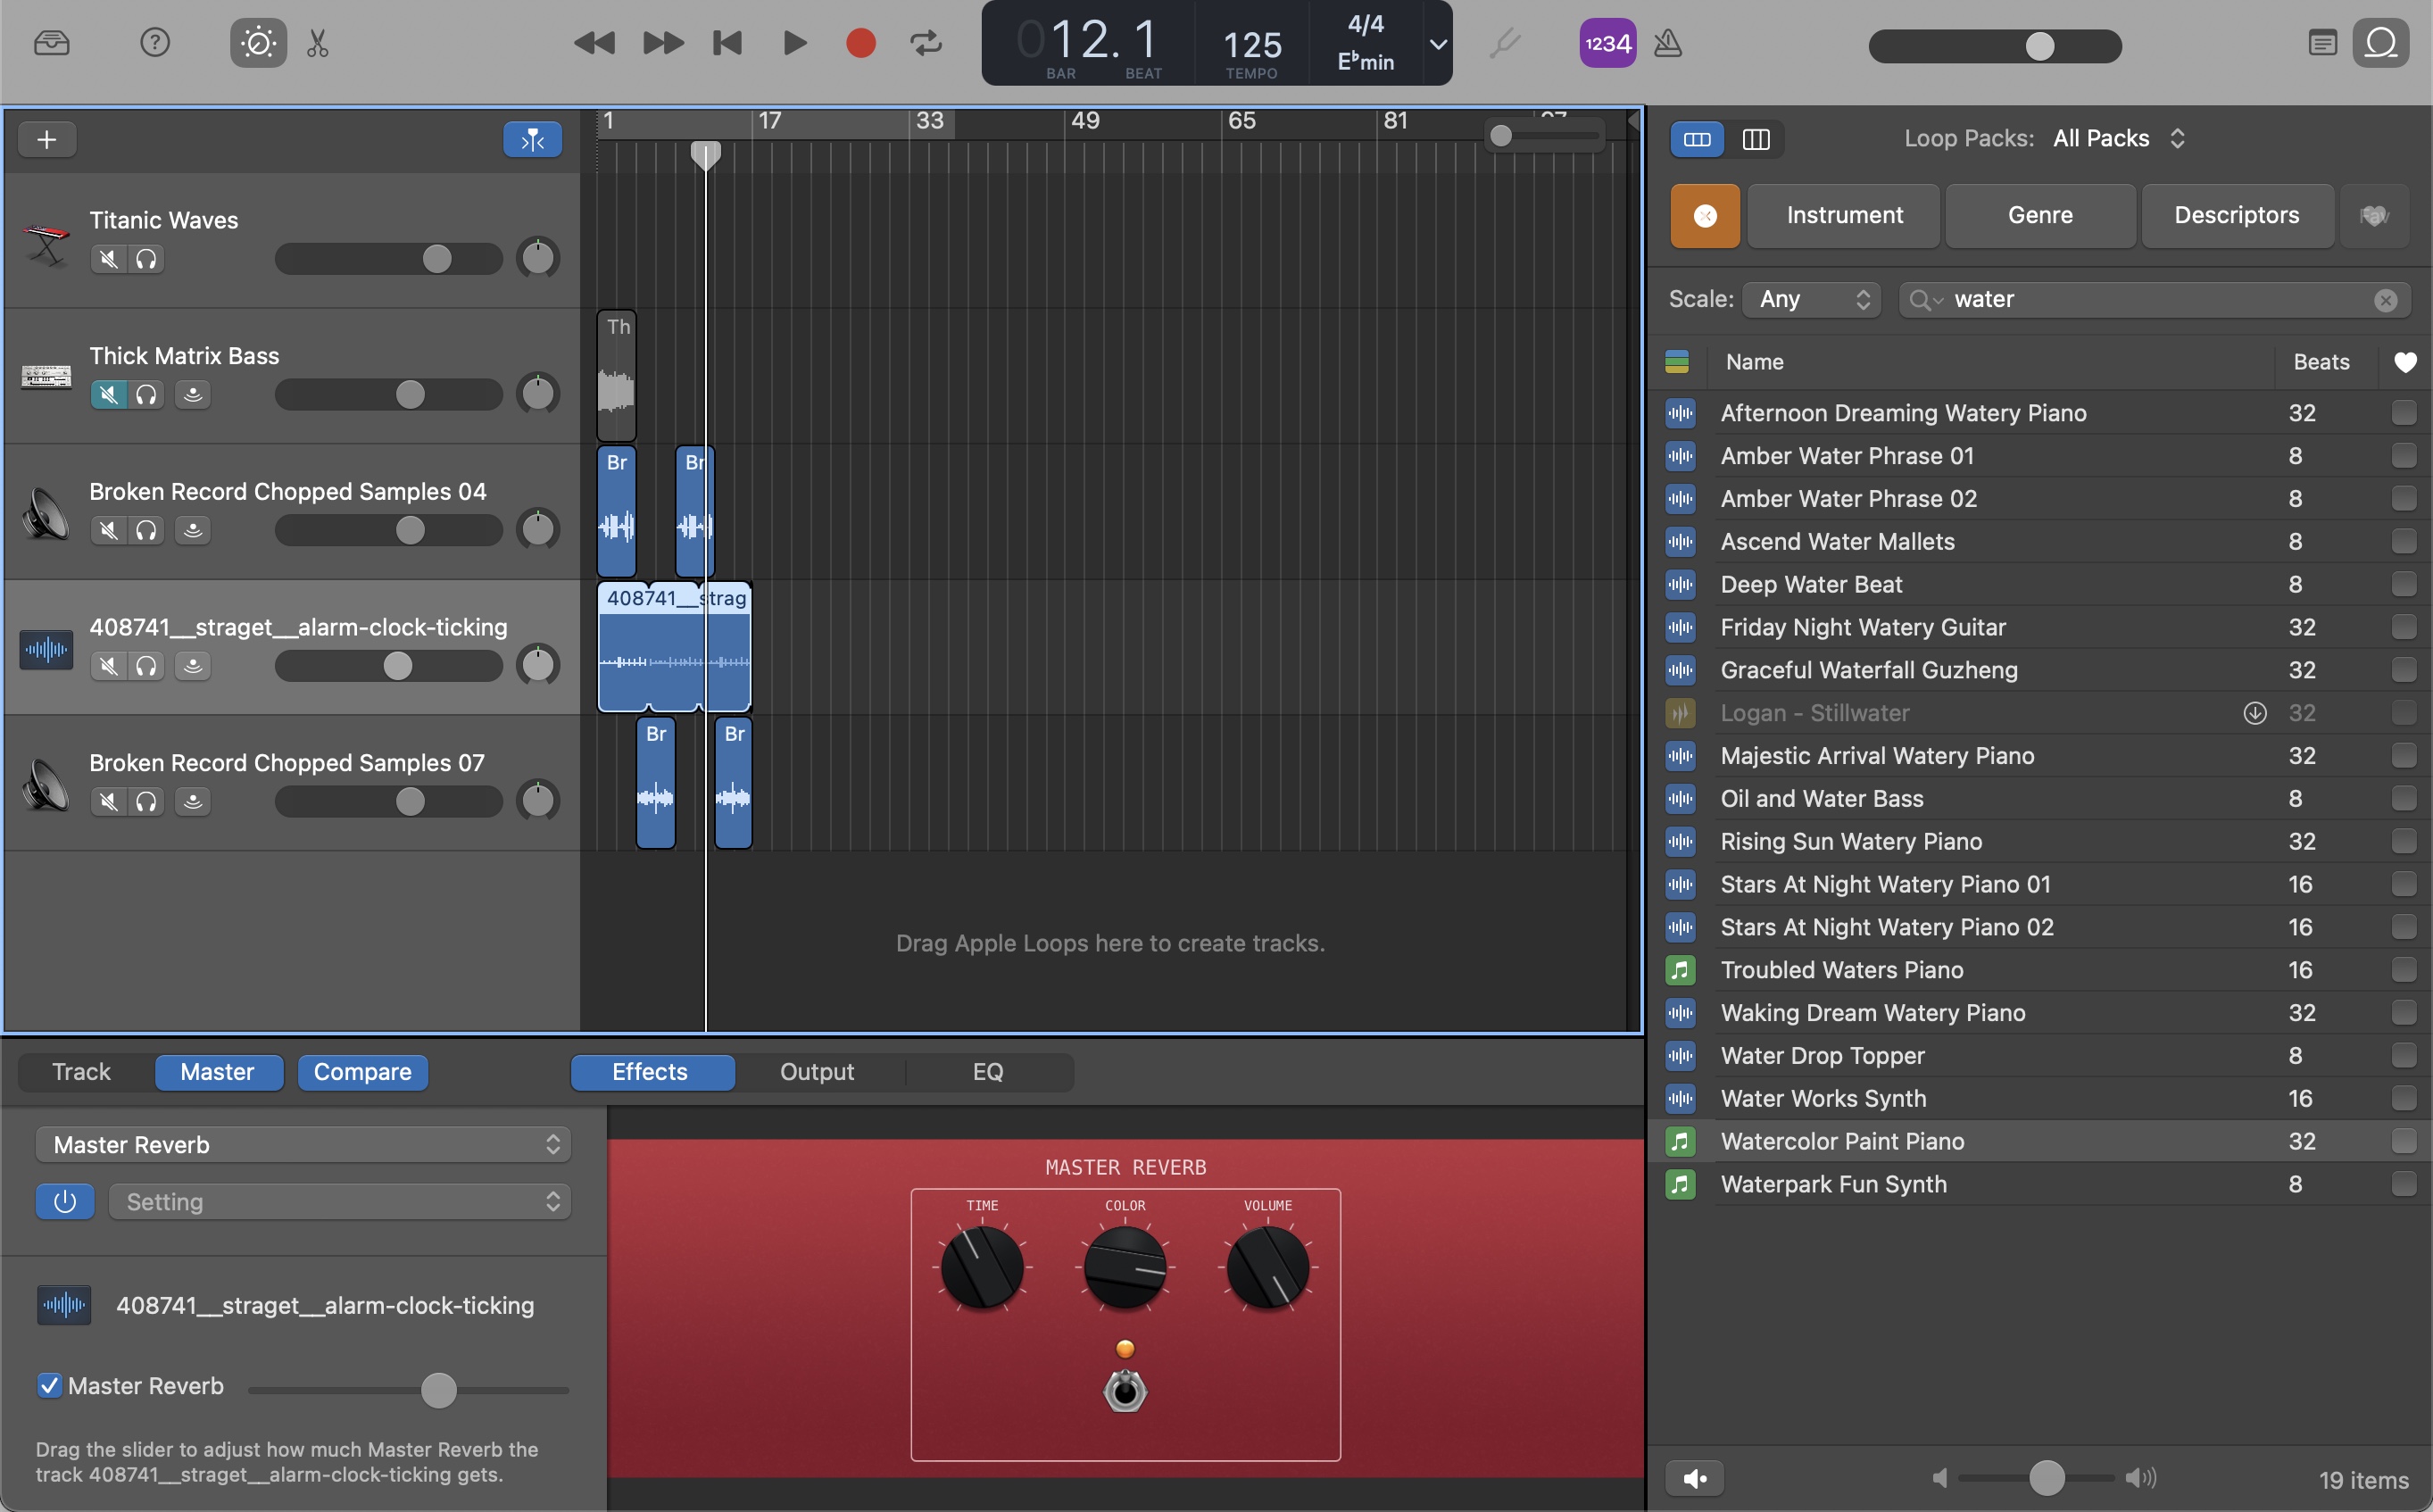 012. 1
BAR BEAT
125
TEMPO
4/4
E♭min
1234
1 17 33 49 65 81
Titanic Waves
Thick Matrix Bass
Th
Broken Record Chopped Samples 04
Br Br
408741__straget__alarm-clock-ticking
408741__strag
Broken Record Chopped Samples 07
Br Br
Drag Apple Loops here to create tracks.
Loop Packs: All Packs
Instrument Genre Descriptors Fav
Scale: Any water
Name Beats
Afternoon Dreaming Watery Piano 32
Amber Water Phrase 01 8
Amber Water Phrase 02 8
Ascend Water Mallets 8
Deep Water Beat 8
Friday Night Watery Guitar 32
Graceful Waterfall Guzheng 32
Logan - Stillwater 32
Majestic Arrival Watery Piano 32
Oil and Water Bass 8
Rising Sun Watery Piano 32
Stars At Night Watery Piano 01 16
Stars At Night Watery Piano 02 16
Troubled Waters Piano 16
Waking Dream Watery Piano 32
Water Drop Topper 8
Water Works Synth 16
Watercolor Paint Piano 32
Waterpark Fun Synth 8
19 items
Track Master Compare Effects Output EQ
Master Reverb
Setting
408741__straget__alarm-clock-ticking
Master Reverb
Drag the slider to adjust how much Master Reverb the
track 408741__straget__alarm-clock-ticking gets.
MASTER REVERB
TIME COLOR VOLUME